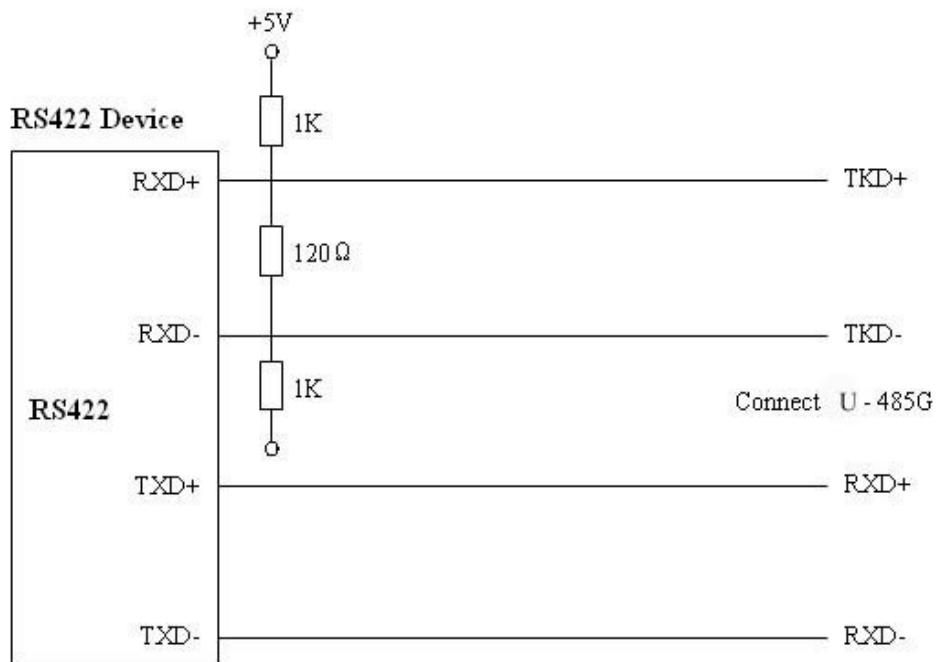 +5V
RS422 Device
1K
RXD+
TKD+
120Ω
RXD-
TKD-
1K
RS422
Connect U - 485G
TXD+
RXD+
TXD-
RXD-